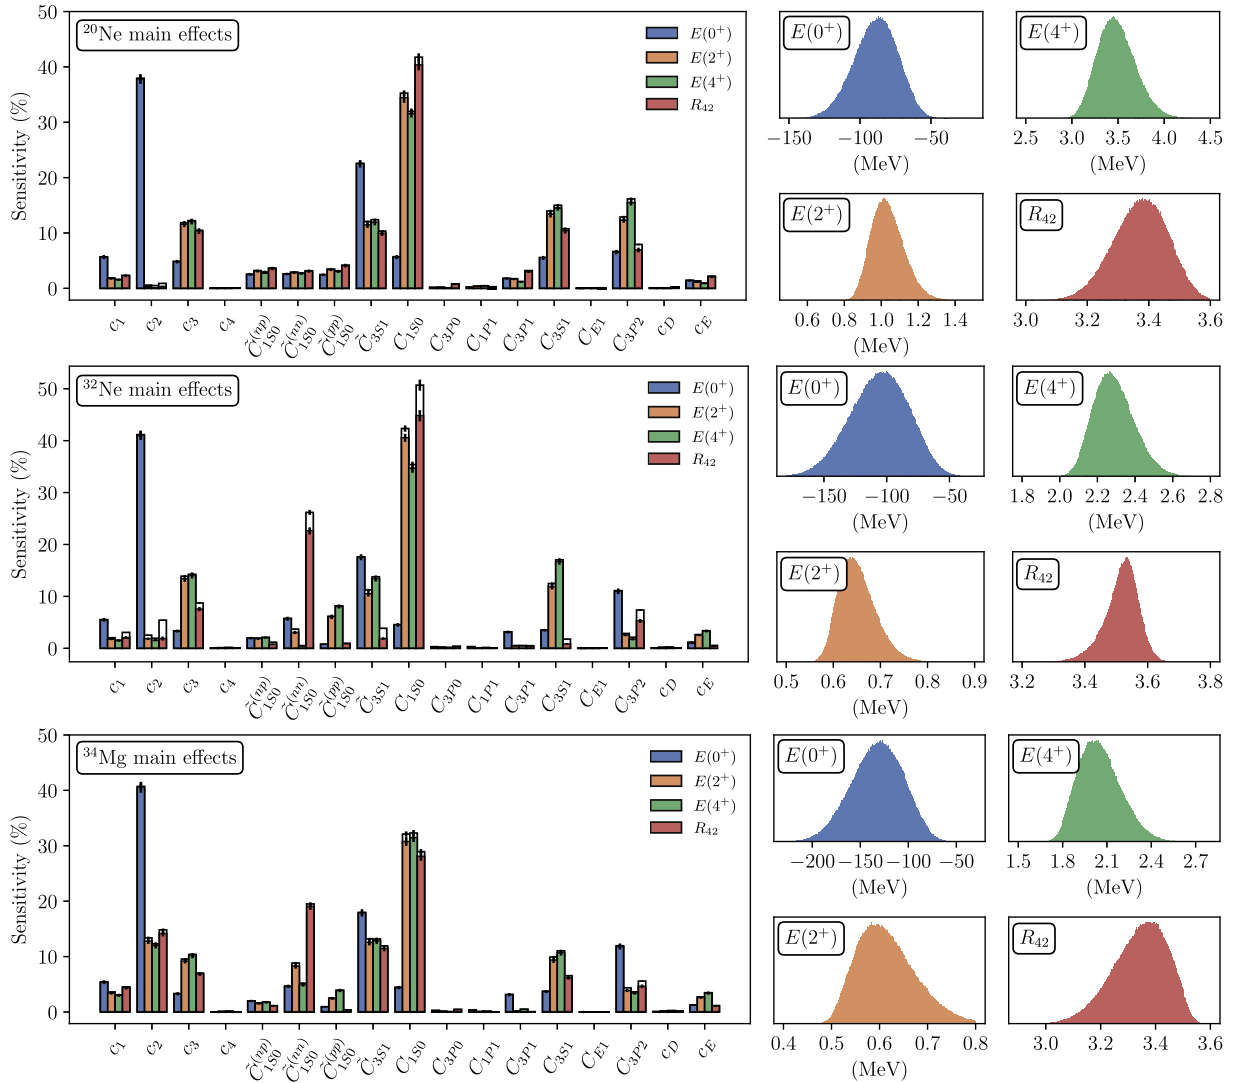 ²⁰Ne main effects
Sensitivity (%)
50
40
30
20
10
0
E(0⁺)
E(2⁺)
E(4⁺)
R₄₂
c₁ c₂ c₃ c₄ C̃₁S₀⁽ⁿᵖ⁾ C̃₁S₀⁽ⁿⁿ⁾ C̃₁S₀⁽ᵖᵖ⁾ C̃₃S₁ C₁S₀ C₃P₀ C₁P₁ C₃P₁ C₃S₁ C_E1 C₃P₂ c_D c_E
E(0⁺)
−150 −100 −50
(MeV)
E(4⁺)
2.5 3.0 3.5 4.0 4.5
(MeV)
E(2⁺)
0.6 0.8 1.0 1.2 1.4
(MeV)
R₄₂
3.0 3.2 3.4 3.6
³²Ne main effects
Sensitivity (%)
50
40
30
20
10
0
E(0⁺)
E(2⁺)
E(4⁺)
R₄₂
c₁ c₂ c₃ c₄ C̃₁S₀⁽ⁿᵖ⁾ C̃₁S₀⁽ⁿⁿ⁾ C̃₁S₀⁽ᵖᵖ⁾ C̃₃S₁ C₁S₀ C₃P₀ C₁P₁ C₃P₁ C₃S₁ C_E1 C₃P₂ c_D c_E
E(0⁺)
−150 −100 −50
(MeV)
E(4⁺)
1.8 2.0 2.2 2.4 2.6 2.8
(MeV)
E(2⁺)
0.5 0.6 0.7 0.8 0.9
(MeV)
R₄₂
3.2 3.4 3.6 3.8
³⁴Mg main effects
Sensitivity (%)
50
40
30
20
10
0
E(0⁺)
E(2⁺)
E(4⁺)
R₄₂
c₁ c₂ c₃ c₄ C̃₁S₀⁽ⁿᵖ⁾ C̃₁S₀⁽ⁿⁿ⁾ C̃₁S₀⁽ᵖᵖ⁾ C̃₃S₁ C₁S₀ C₃P₀ C₁P₁ C₃P₁ C₃S₁ C_E1 C₃P₂ c_D c_E
E(0⁺)
−200 −150 −100 −50
(MeV)
E(4⁺)
1.5 1.8 2.1 2.4 2.7
(MeV)
E(2⁺)
0.4 0.5 0.6 0.7 0.8
(MeV)
R₄₂
3.0 3.2 3.4 3.6